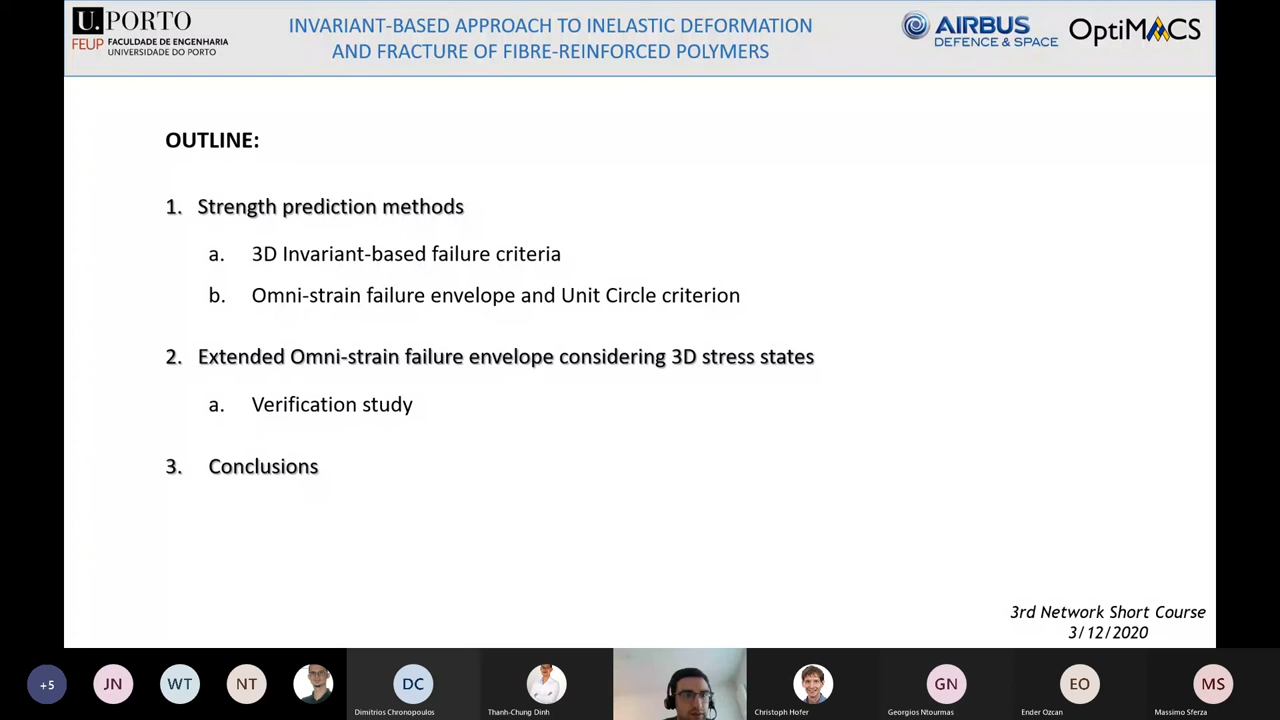 U.PORTO
FEUP FACULDADE DE ENGENHARIA
UNIVERSIDADE DO PORTO
INVARIANT-BASED APPROACH TO INELASTIC DEFORMATION
AND FRACTURE OF FIBRE-REINFORCED POLYMERS
AIRBUS
DEFENCE & SPACE
OptiMACS
OUTLINE:
1. Strength prediction methods
a. 3D Invariant-based failure criteria
b. Omni-strain failure envelope and Unit Circle criterion
2. Extended Omni-strain failure envelope considering 3D stress states
a. Verification study
3. Conclusions
3rd Network Short Course
3/12/2020
+5
JN
WT
NT
DC
GN
EO
MS
Dimitrios Chronopoulos
Thanh-Chung Dinh
Christoph Hofer
Georgios Ntourmas
Ender Ozcan
Massimo Sferza